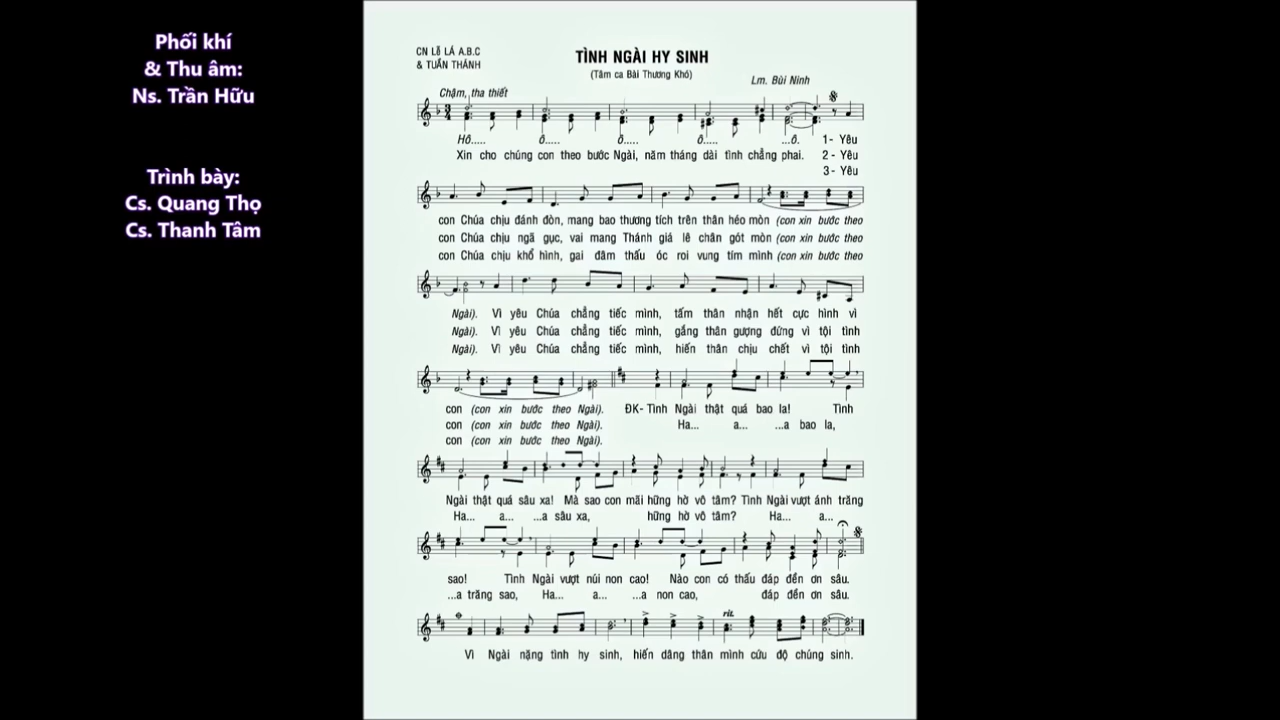 Phối khí
& Thu âm:
Ns. Trần Hữu
Trình bày:
Cs. Quang Thọ
Cs. Thanh Tâm
CN LỄ LÁ A.B.C
& TUẦN THÁNH
TÌNH NGÀI HY SINH
(Tâm ca Bài Thương Khó)
Lm. Bùi Ninh
Chậm, tha thiết
Hô..... ô..... ô..... ô..... ...ô. 1- Yêu
Xin cho chúng con theo bước Ngài, năm tháng dài tình chẳng phai. 2 - Yêu
3- Yêu
con Chúa chịu đánh đòn, mang bao thương tích trên thân héo mòn (con xin bước theo
con Chúa chịu ngã gục, vai mang Thánh giá lê chân gót mòn (con xin bước theo
con Chúa chịu khổ hình, gai đâm thấu óc roi vung tím mình (con xin bước theo
Ngài). Vì yêu Chúa chẳng tiếc mình, tấm thân nhận hết cực hình vì
Ngài). Vì yêu Chúa chẳng tiếc mình, gắng thân gượng đứng vì tội tình
Ngài). Vì yêu Chúa chẳng tiếc mình, hiến thân chịu chết vì tội tình
con (con xin bước theo Ngài). ĐK- Tình Ngài thật quá bao la! Tình
con (con xin bước theo Ngài). Ha... a... ...a bao la,
con (con xin bước theo Ngài).
Ngài thật quá sâu xa! Mà sao con mãi hững hờ vô tâm? Tình Ngài vượt ánh trăng
Ha... a... ...a sâu xa, hững hờ vô tâm? Ha... a...
sao! Tình Ngài vượt núi non cao! Nào con có thấu đáp đền ơn sâu.
...a trăng sao, Ha... a... ...a non cao, đáp đền ơn sâu.
rit.
Vì Ngài nặng tình hy sinh, hiến dâng thân mình cứu độ chúng sinh.